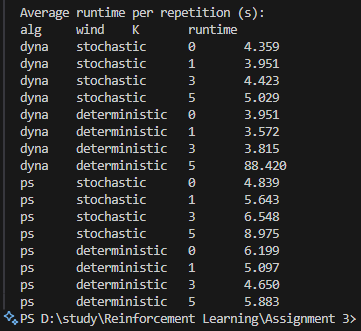 Average runtime per repetition (s):
alg wind K runtime
dyna stochastic 0 4.359
dyna stochastic 1 3.951
dyna stochastic 3 4.423
dyna stochastic 5 5.029
dyna deterministic 0 3.951
dyna deterministic 1 3.572
dyna deterministic 3 3.815
dyna deterministic 5 88.420
ps stochastic 0 4.839
ps stochastic 1 5.643
ps stochastic 3 6.548
ps stochastic 5 8.975
ps deterministic 0 6.199
ps deterministic 1 5.097
ps deterministic 3 4.650
ps deterministic 5 5.883
PS D:\study\Reinforcement Learning\Assignment 3>